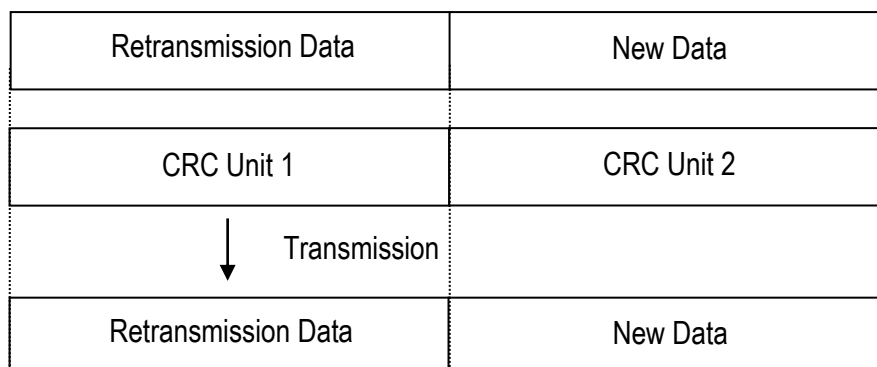 Retransmission Data New Data
CRC Unit 1 CRC Unit 2
Transmission
Retransmission Data New Data